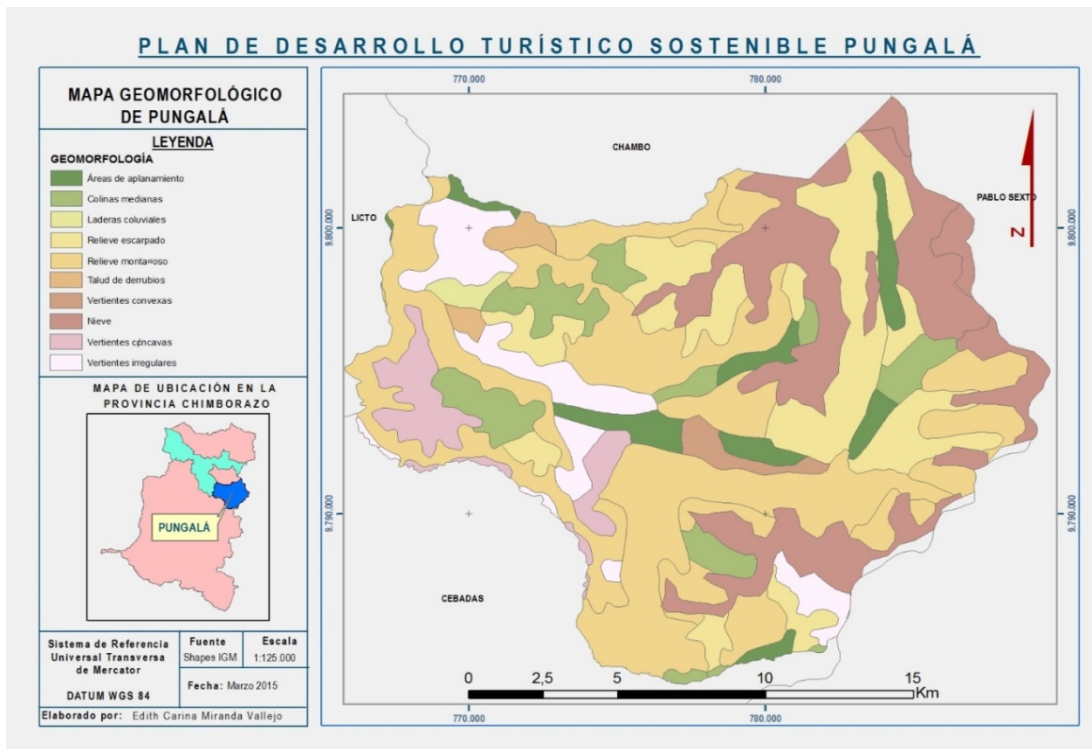 PLAN DE DESARROLLO TURÍSTICO SOSTENIBLE PUNGALÁ
MAPA GEOMORFOLÓGICO
DE PUNGALÁ
LEYENDA
GEOMORFOLOGÍA
Áreas de aplanamiento
Colinas medianas
Laderas coluviales
Relieve escarpado
Relieve montañoso
Talud de derrubios
Vertientes convexas
Nieve
Vertientes cóncavas
Vertientes irregulares
MAPA DE UBICACIÓN EN LA
PROVINCIA CHIMBORAZO
PUNGALÁ
Sistema de Referencia
Universal Transversa
de Mercator
DATUM WGS 84
Fuente
Shapes IGM
Escala
1:125.000
Fecha: Marzo 2015
Elaborado por: Edith Carina Miranda Vallejo
770.000
780.000
9.800.000
9.800.000
9.790.000
9.790.000
CHAMBO
LICTO
PABLO SEXTO
CEBADAS
N
0 2,5 5 10 15
Km
770.000
780.000